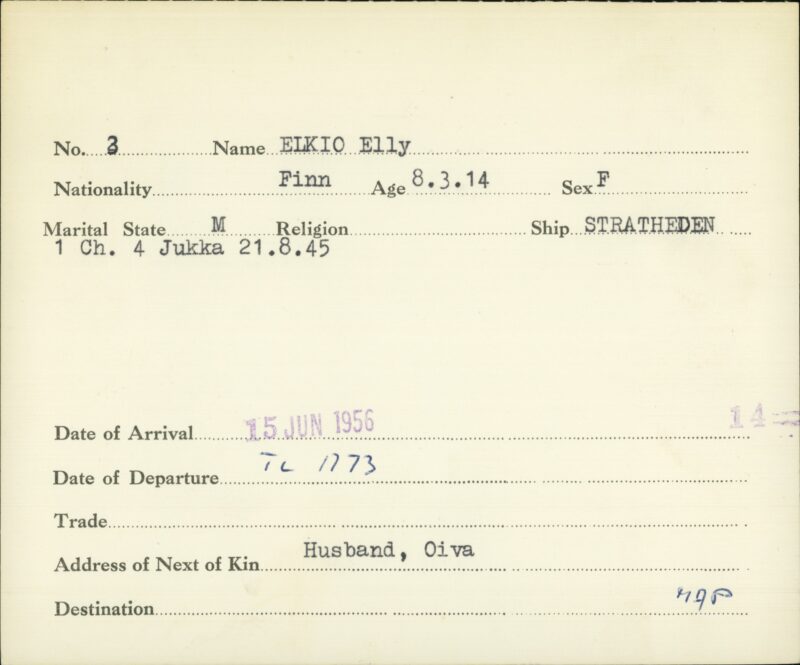 No. 3 Name ELKIO Elly
Nationality Finn Age 8.3.14 Sex F
Marital State M Religion Ship STRATHEDEN
1 Ch. 4 Jukka 21.8.45
Date of Arrival 15 JUN 1956 14
Date of Departure
Trade
Address of Next of Kin Husband, Oiva
Destination